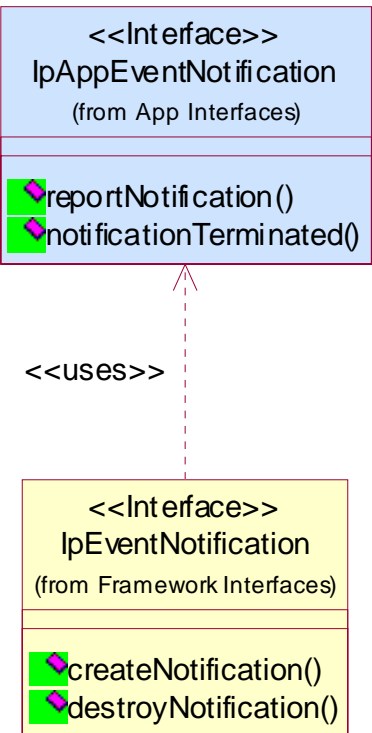 <<Interface>>
IpAppEventNotification
(from App Interfaces)
reportNotification()
notificationTerminated()
<<uses>>
<<Interface>>
IpEventNotification
(from Framework Interfaces)
createNotification()
destroyNotification()